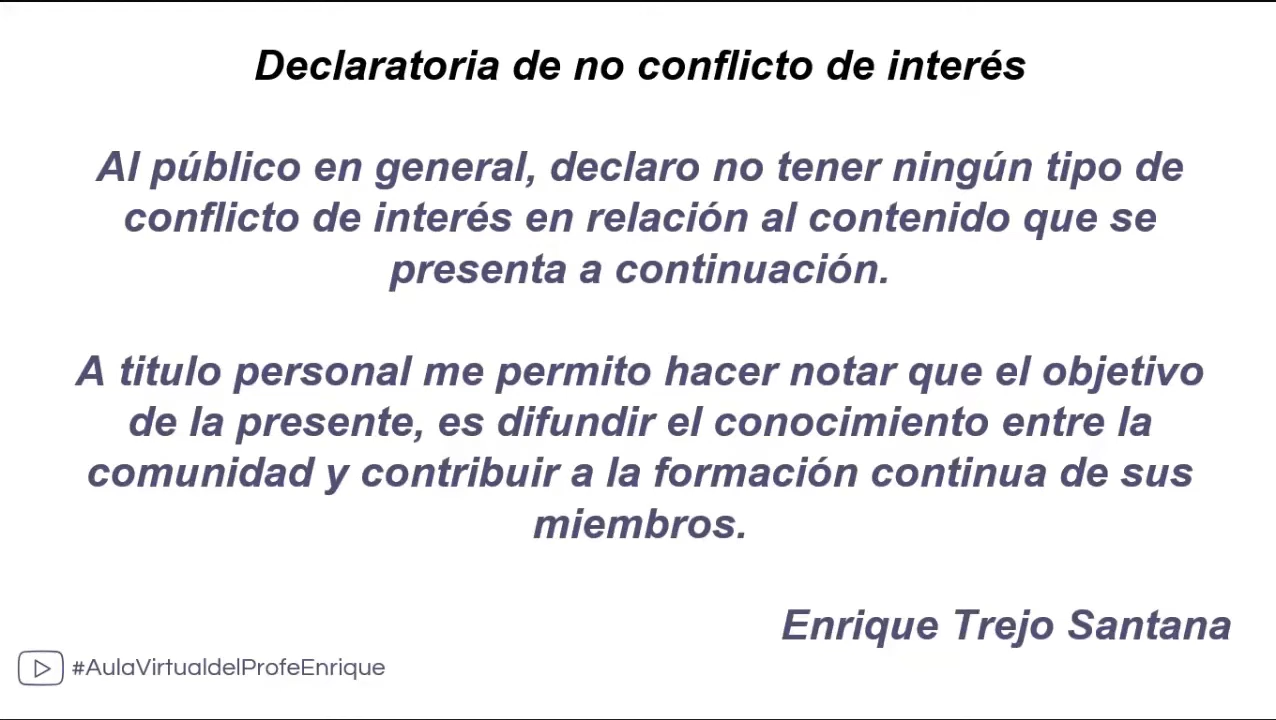 Declaratoria de no conflicto de interés
Al público en general, declaro no tener ningún tipo de
conflicto de interés en relación al contenido que se
presenta a continuación.
A titulo personal me permito hacer notar que el objetivo
de la presente, es difundir el conocimiento entre la
comunidad y contribuir a la formación continua de sus
miembros.
Enrique Trejo Santana
#AulaVirtualdelProfeEnrique